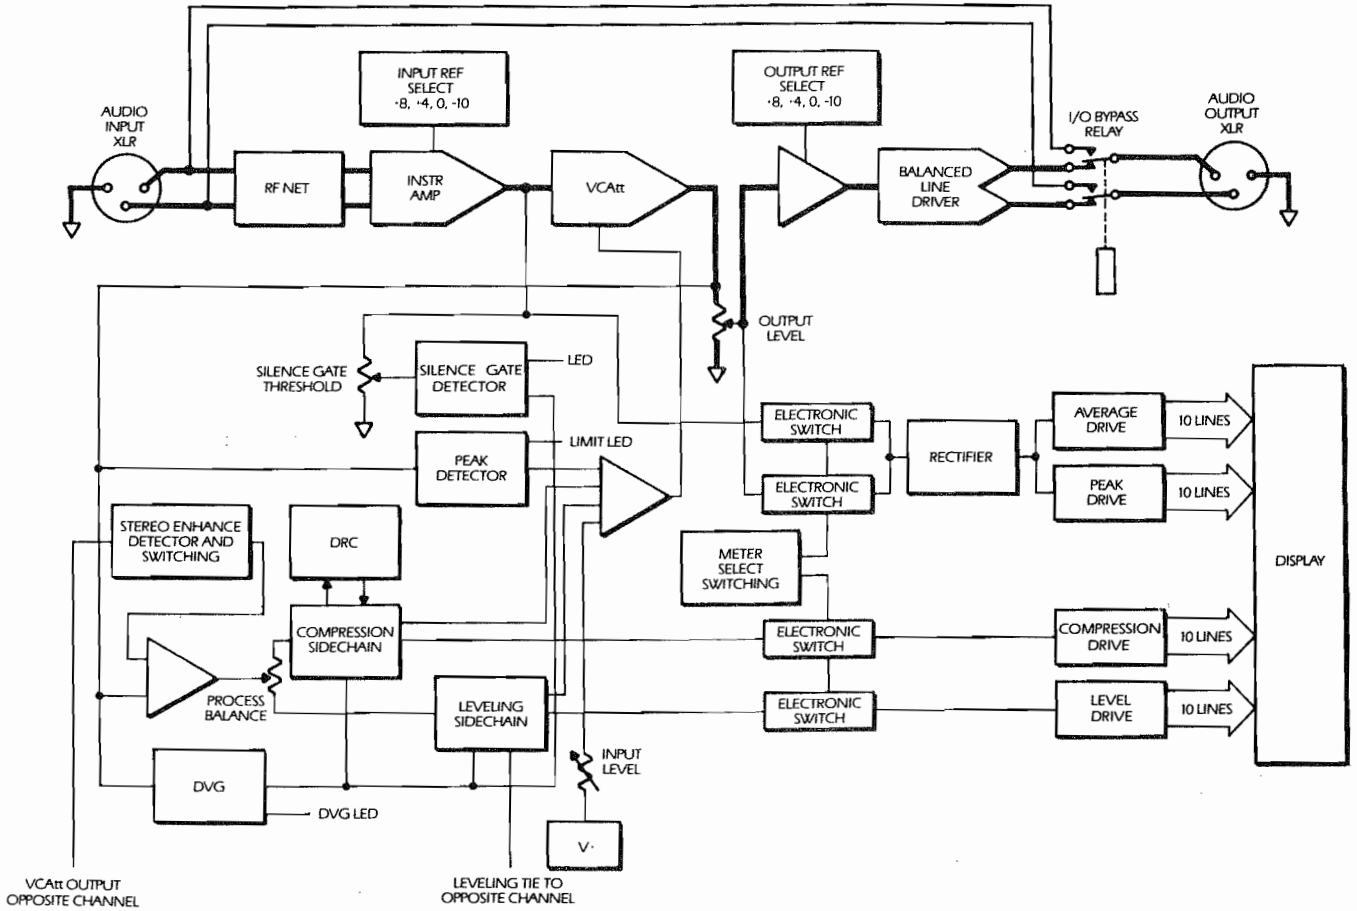 INPUT REF
SELECT
+8, +4, 0, -10
OUTPUT REF
SELECT
+8, +4, 0, -10
AUDIO
INPUT
XLR
I/O BYPASS
RELAY
AUDIO
OUTPUT
XLR
RF NET
INSTR
AMP
VCAtt
BALANCED
LINE
DRIVER
OUTPUT
LEVEL
SILENCE GATE
THRESHOLD
SILENCE GATE
DETECTOR
LED
PEAK
DETECTOR
LIMIT LED
ELECTRONIC
SWITCH
ELECTRONIC
SWITCH
RECTIFIER
AVERAGE
DRIVE
10 LINES
PEAK
DRIVE
10 LINES
STEREO ENHANCE
DETECTOR AND
SWITCHING
DRC
METER
SELECT
SWITCHING
DISPLAY
COMPRESSION
SIDECHAIN
ELECTRONIC
SWITCH
COMPRESSION
DRIVE
10 LINES
PROCESS
BALANCE
LEVELING
SIDECHAIN
ELECTRONIC
SWITCH
LEVEL
DRIVE
10 LINES
DVG
DVG LED
INPUT
LEVEL
VCAtt OUTPUT
OPPOSITE CHANNEL
LEVELING TIE TO
OPPOSITE CHANNEL